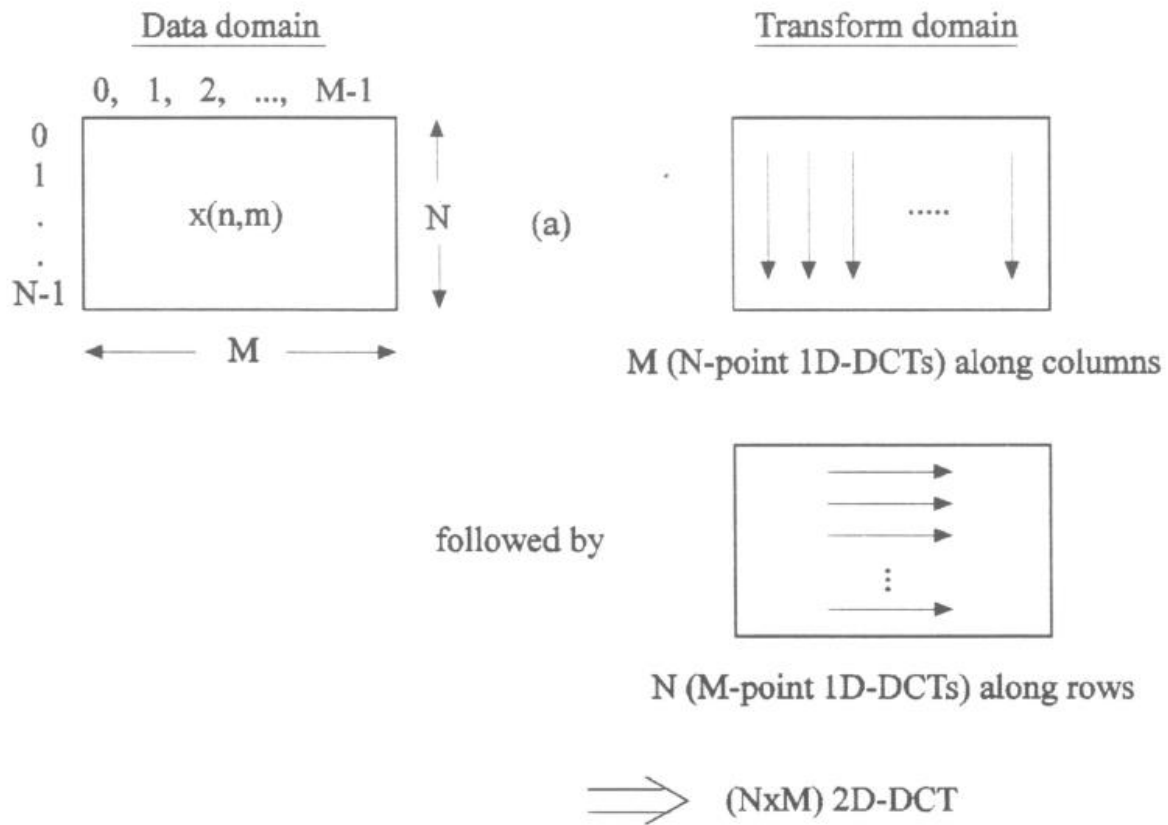 Data domain
Transform domain
0, 1, 2, ..., M-1
0
1
.
.
N-1
x(n,m)
N
(a)
.....
M
M (N-point 1D-DCTs) along columns
followed by
...
N (M-point 1D-DCTs) along rows
(NxM) 2D-DCT